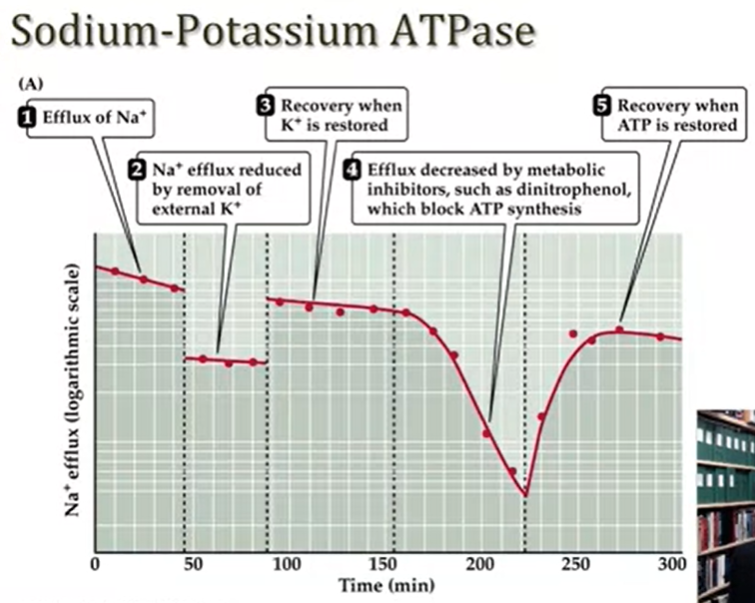 Sodium-Potassium ATPase
(A)
1 Efflux of Na⁺
2 Na⁺ efflux reduced
by removal of
external K⁺
3 Recovery when
K⁺ is restored
4 Efflux decreased by metabolic
inhibitors, such as dinitrophenol,
which block ATP synthesis
5 Recovery when
ATP is restored
Na⁺ efflux (logarithmic scale)
0 50 100 150 200 250 300
Time (min)